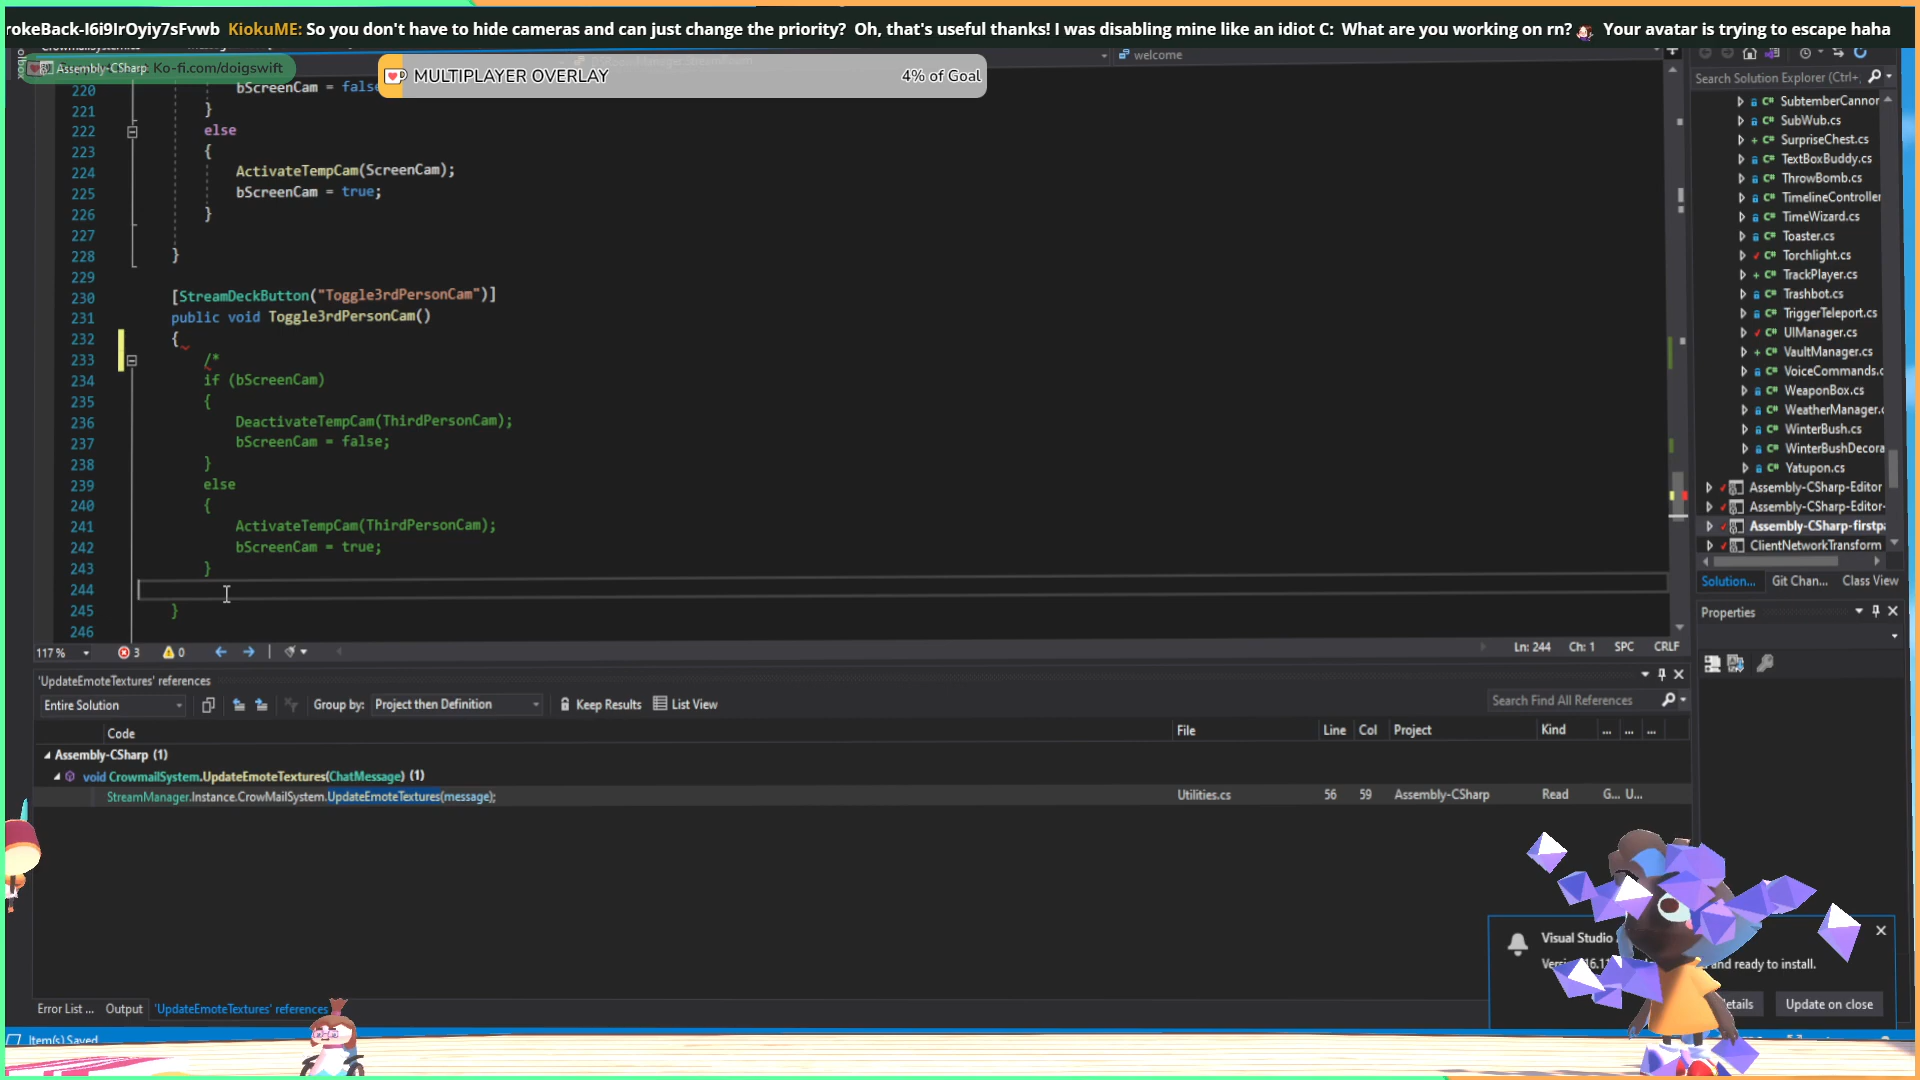 rokeBack-I6i9IrOyiy7sFvwb KiokuME: So you don't have to hide cameras and can just change the priority? Oh, that's useful thanks! I was disabling mine like an idiot C: What are you working on rn? Your avatar is trying to escape haha
Assembly-CSharp Ko-fi.com/doigswift
MULTIPLAYER OVERLAY 4% of Goal
welcome
220 bScreenCam = fals
221 }
222 else
223 {
224 ActivateTempCam(ScreenCam);
225 bScreenCam = true;
226 }
227
228 }
229
230 [StreamDeckButton("Toggle3rdPersonCam")]
231 public void Toggle3rdPersonCam()
232 {
233 /*
234 if (bScreenCam)
235 {
236 DeactivateTempCam(ThirdPersonCam);
237 bScreenCam = false;
238 }
239 else
240 {
241 ActivateTempCam(ThirdPersonCam);
242 bScreenCam = true;
243 }
244
245 }
246
117 % 3 0 Ln: 244 Ch: 1 SPC CRLF
Search Solution Explorer (Ctrl+,
SubtemberCannor
SubWub.cs
SurpriseChest.cs
TextBoxBuddy.cs
ThrowBomb.cs
TimelineController
TimeWizard.cs
Toaster.cs
Torchlight.cs
TrackPlayer.cs
Trashbot.cs
TriggerTeleport.cs
UIManager.cs
VaultManager.cs
VoiceCommands.c
WeaponBox.cs
WeatherManager.c
WinterBush.cs
WinterBushDecora
Yatupon.cs
Assembly-CSharp-Editor
Assembly-CSharp-Editor-
Assembly-CSharp-firstpa
ClientNetworkTransform
Solution... Git Chan... Class View
Properties
'UpdateEmoteTextures' references
Entire Solution Group by: Project then Definition Keep Results List View Search Find All References
Code File Line Col Project Kind ... ... ...
Assembly-CSharp (1)
void CrowmailSystem.UpdateEmoteTextures(ChatMessage) (1)
StreamManager.Instance.CrowMailSystem.UpdateEmoteTextures(message); Utilities.cs 56 59 Assembly-CSharp Read G... U...
Visual Studio
and ready to install.
etails Update on close
Error List ... Output 'UpdateEmoteTextures' references
Item(s) Saved